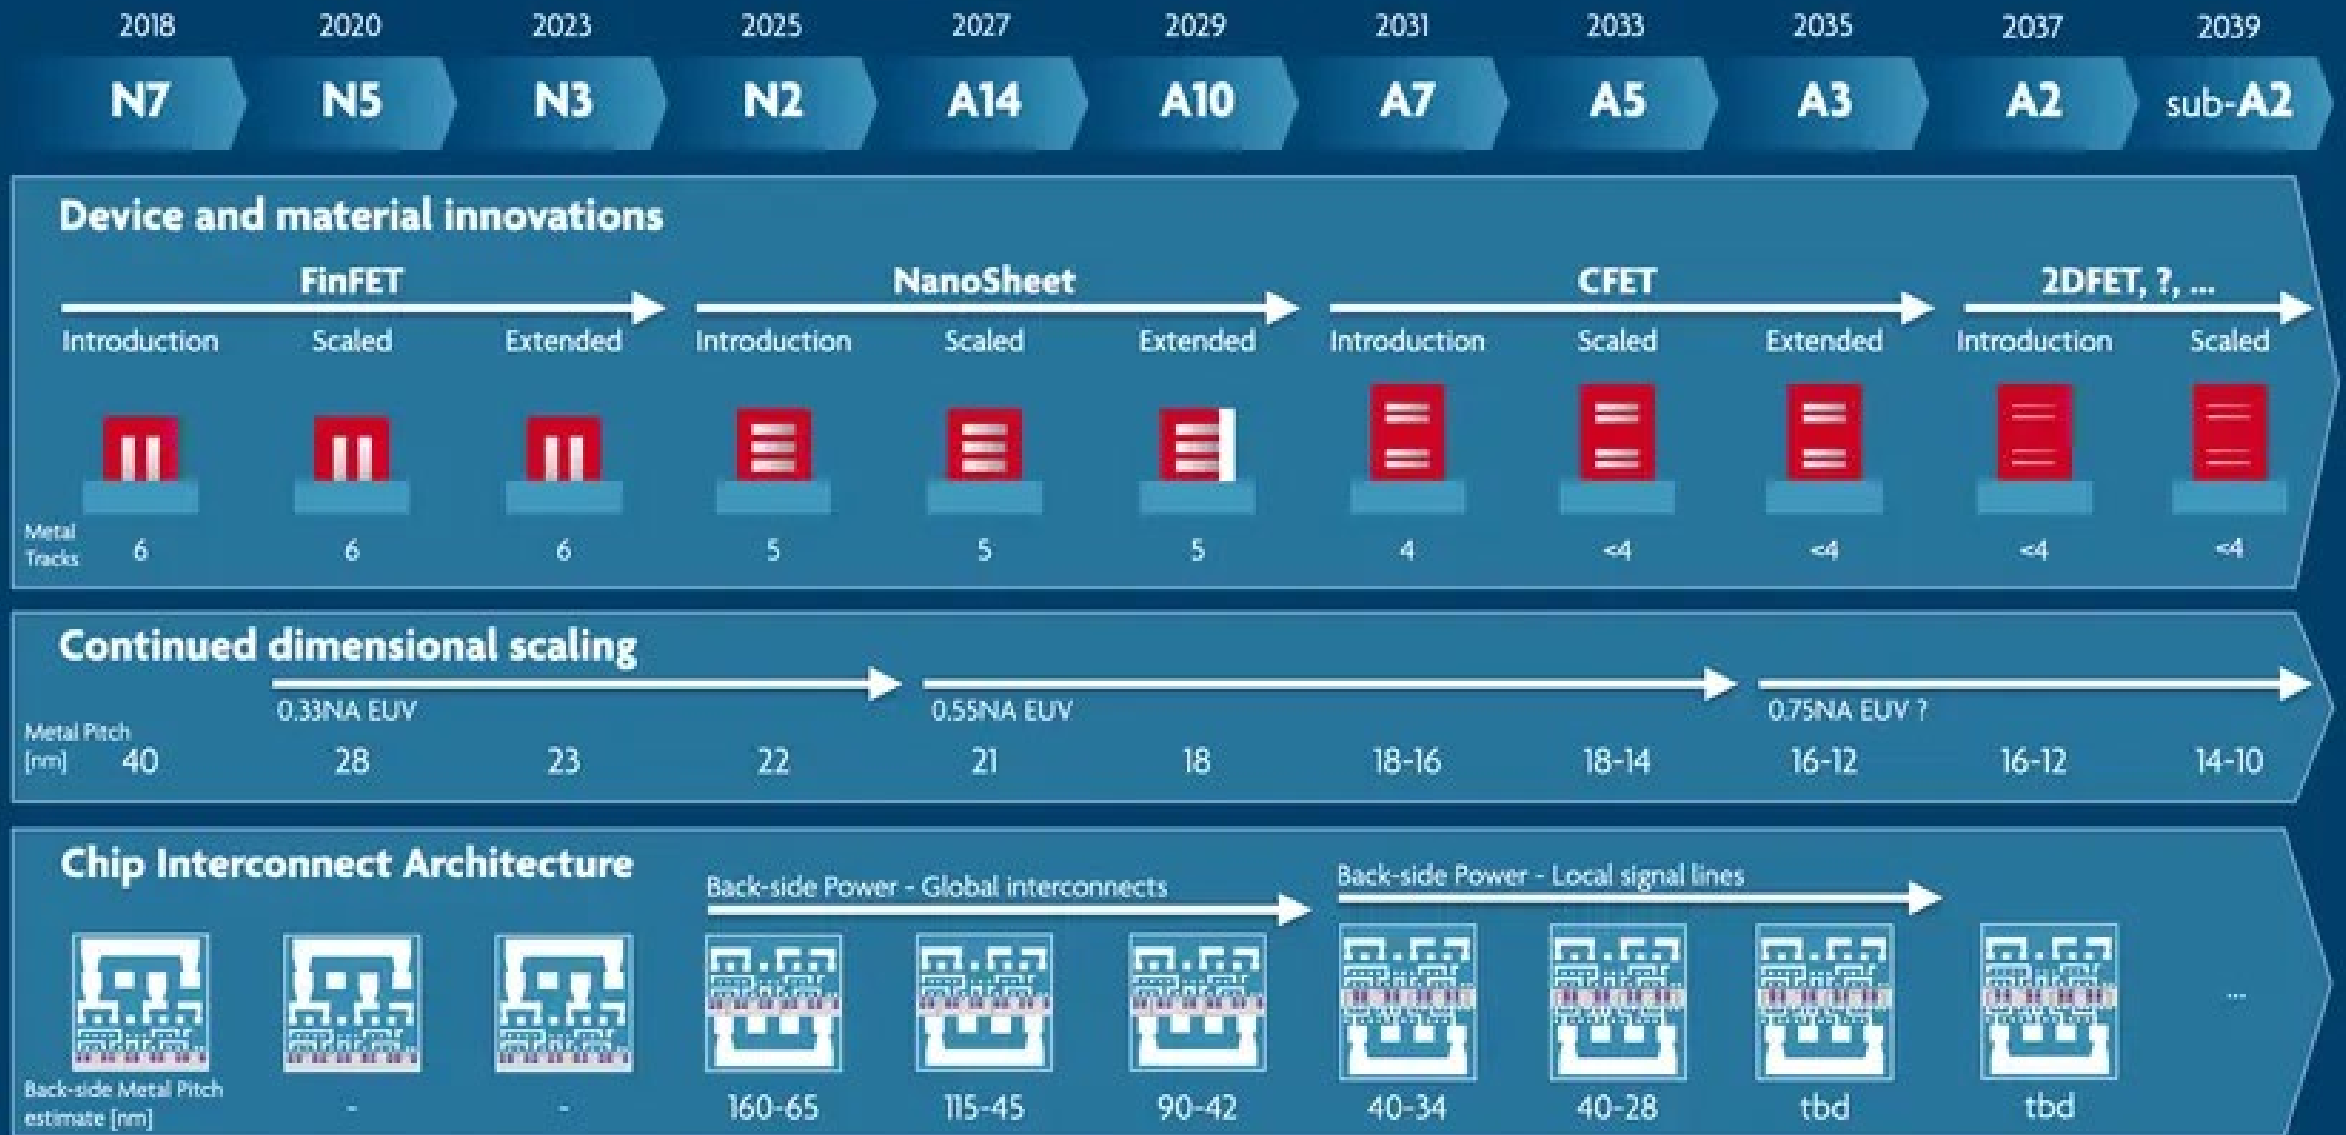 2018 2020 2023 2025 2027 2029 2031 2033 2035 2037 2039
N7 N5 N3 N2 A14 A10 A7 A5 A3 A2 sub-A2
Device and material innovations
FinFET NanoSheet CFET 2DFET, ?, ...
Introduction Scaled Extended Introduction Scaled Extended Introduction Scaled Extended Introduction Scaled
Metal
Tracks 6 6 6 5 5 5 4 <4 <4 <4 <4
Continued dimensional scaling
0.33NA EUV 0.55NA EUV 0.75NA EUV ?
Metal Pitch
[nm] 40 28 23 22 21 18 18-16 18-14 16-12 16-12 14-10
Chip Interconnect Architecture
Back-side Power - Global interconnects Back-side Power - Local signal lines
...
Back-side Metal Pitch
estimate [nm] - - 160-65 115-45 90-42 40-34 40-28 tbd tbd